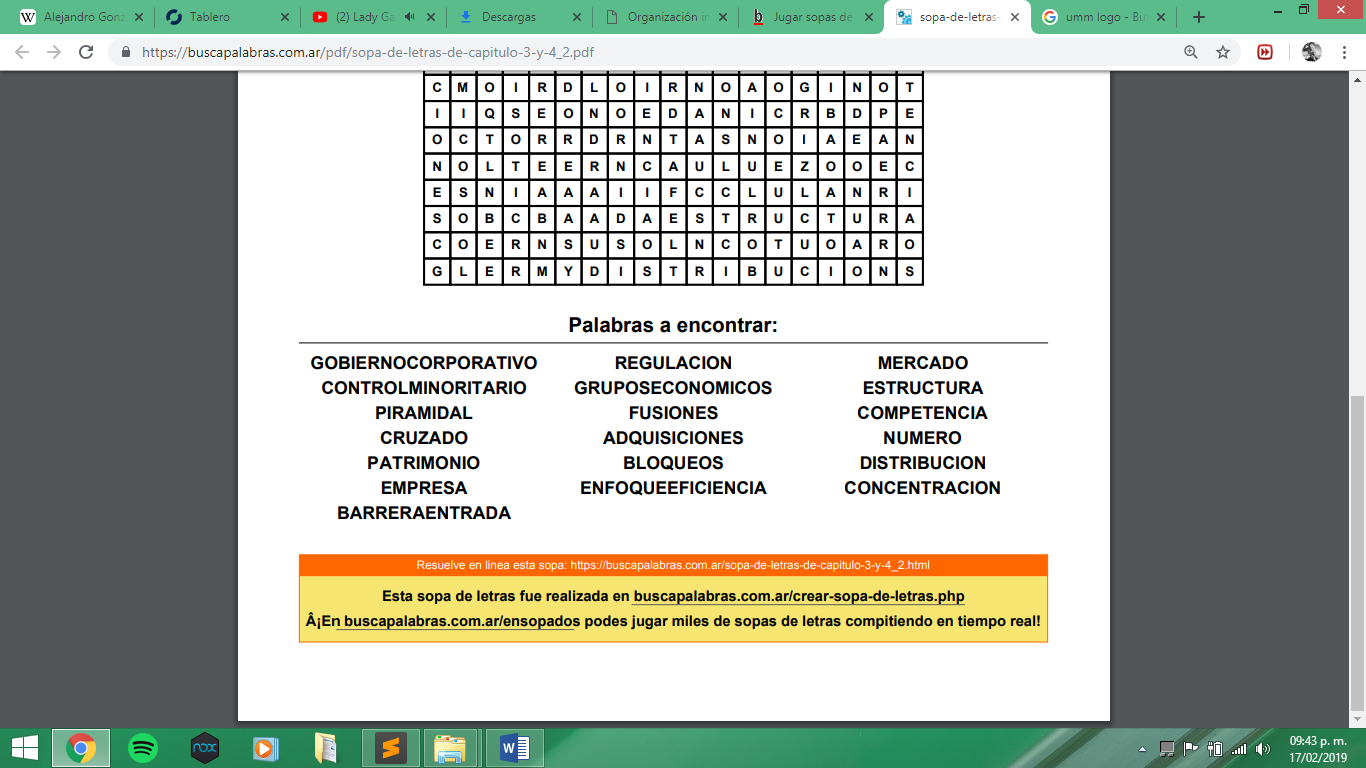 Alejandro Gonz
Tablero
(2) Lady Ga
Descargas
Organización in
Jugar sopas de
sopa-de-letras-
umm logo - Bu
https://buscapalabras.com.ar/pdf/sopa-de-letras-de-capitulo-3-y-4_2.pdf
C M O I R D L O I R N O A O G I N O T
I I Q S E O N O E D A N I C R B D P E
O C T O R R D R N T A S N O Í A E A N
N O L T E E R N C A U L U E Z O O E C
E S N I A A A I I F C C L U L A N R I
S O B C B A A D A E S T R U C T U R A
C O E R N S U S O L N C O T U O A R O
G L E R M Y D I S T R I B U C I O N S
Palabras a encontrar:
GOBIERNOCORPORATIVO REGULACION MERCADO
CONTROLMINORITARIO GRUPOSECONOMICOS ESTRUCTURA
PIRAMIDAL FUSIONES COMPETENCIA
CRUZADO ADQUISICIONES NUMERO
PATRIMONIO BLOQUEOS DISTRIBUCION
EMPRESA ENFOQUEEFICIENCIA CONCENTRACION
BARRERAENTRADA
Resuelve en linea esta sopa: https://buscapalabras.com.ar/sopa-de-letras-de-capitulo-3-y-4_2.html
Esta sopa de letras fue realizada en buscapalabras.com.ar/crear-sopa-de-letras.php
Â¡En buscapalabras.com.ar/ensopados podes jugar miles de sopas de letras compitiendo en tiempo real!
09:43 p. m.
17/02/2019